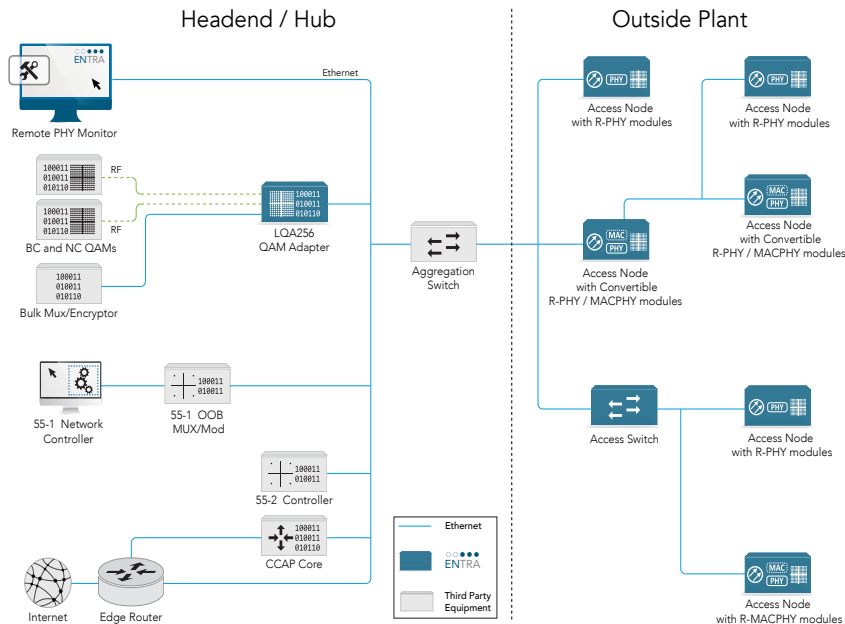 Headend / Hub
Outside Plant
ENTRA
Ethernet
Remote PHY Monitor
PHY
Access Node
with R-PHY modules
PHY
Access Node
with R-PHY modules
100011
010011
010110
RF
100011
010011
010110
RF
BC and NC QAMs
100011
010011
010110
LQA256
QAM Adapter
100011
010011
010110
Bulk Mux/Encryptor
Aggregation
Switch
MAC
PHY
Access Node
with Convertible
R-PHY / MACPHY modules
MAC
PHY
Access Node
with Convertible
R-PHY / MACPHY modules
55-1 Network
Controller
100011
010011
55-1 OOB
MUX/Mod
Access Switch
PHY
Access Node
with R-PHY modules
100011
010011
55-2 Controller
100011
010011
010110
CCAP Core
Internet
Edge Router
Ethernet
ENTRA
Third Party
Equipment
MAC
PHY
Access Node
with R-MACPHY modules